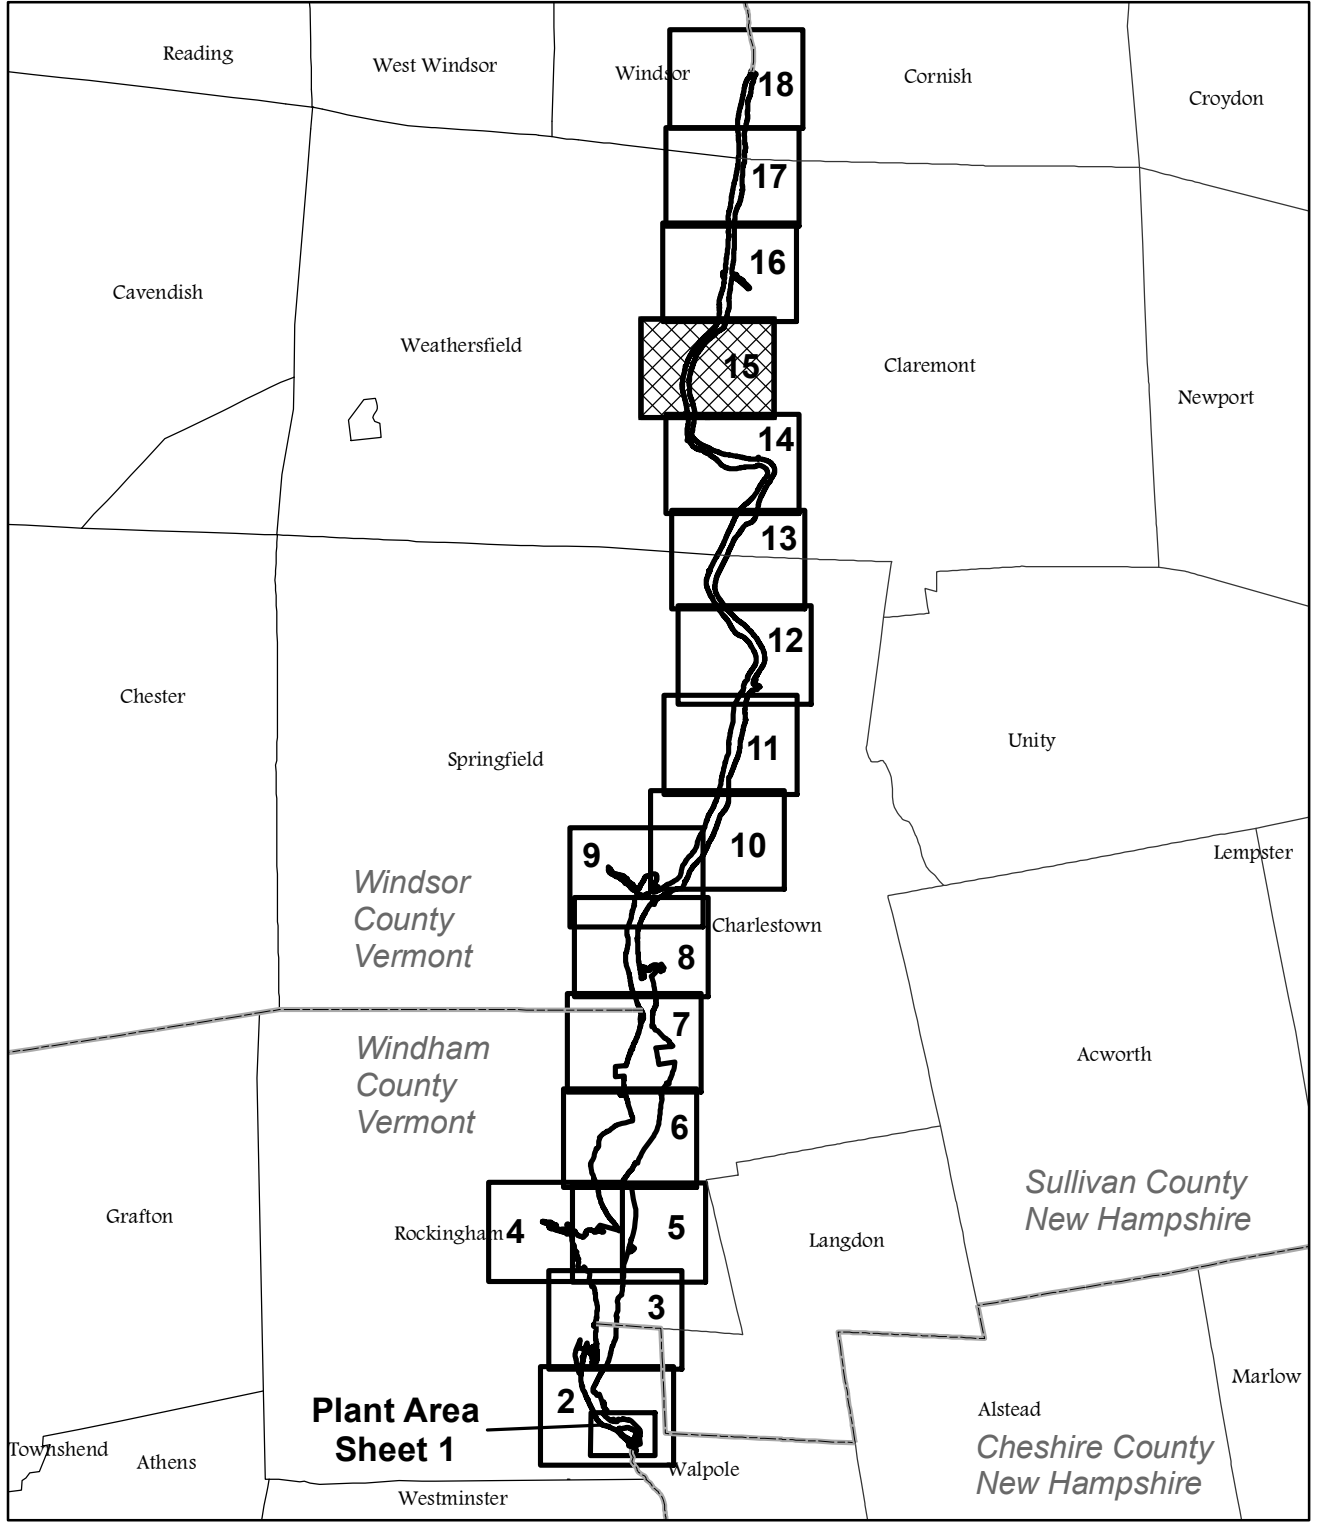 Reading
West Windsor
Windsor
18
Cornish
Croydon
17
16
Cavendish
Weathersfield
15
Claremont
Newport
14
13
12
Chester
Springfield
11
Unity
10
9
Lempster
Windsor
County
Vermont
Charlestown
8
7
Windham
County
Vermont
Acworth
6
Sullivan County
New Hampshire
Grafton
Rockingham
4
5
Langdon
3
Marlow
2
Plant Area
Sheet 1
Alstead
Cheshire County
New Hampshire
Townshend
Athens
Walpole
Westminster